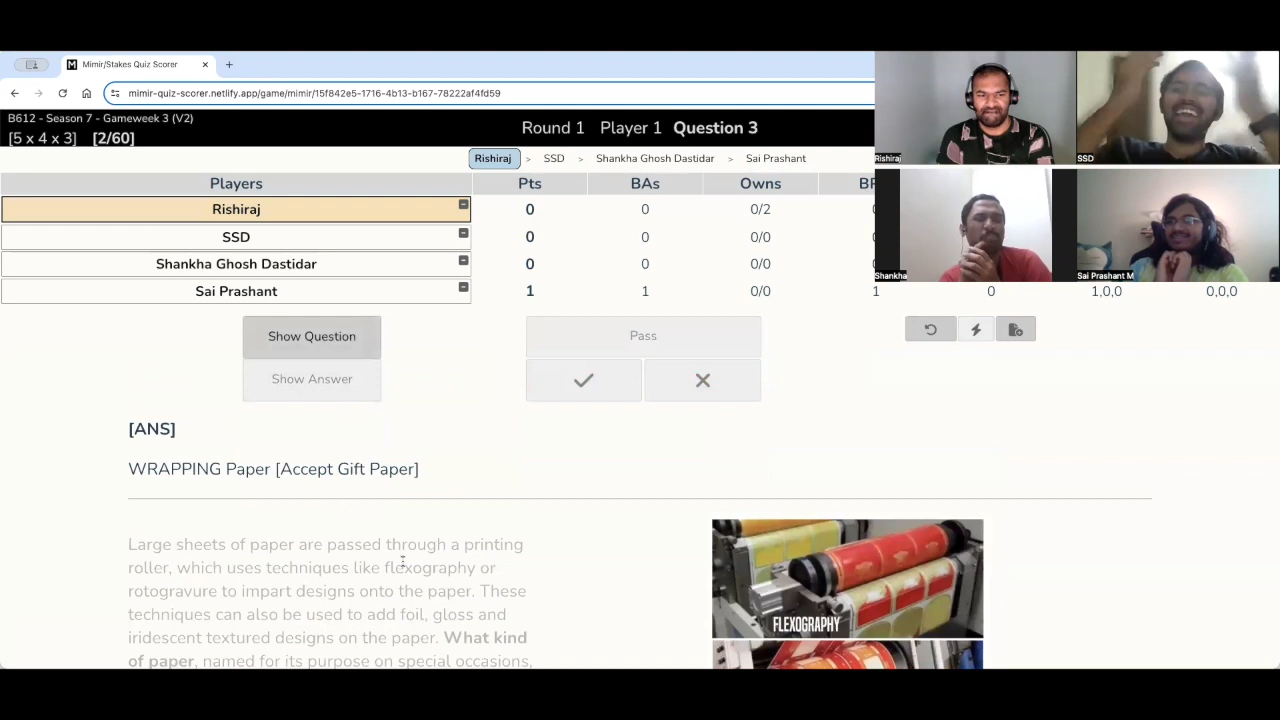 Mimir/Stakes Quiz Scorer
mimir-quiz-scorer.netlify.app/game/mimir/15f842e5-1716-4b13-b167-78222af4fd59
B612 - Season 7 - Gameweek 3 (V2)
[5 x 4 x 3] [2/60]
Round 1 Player 1 Question 3
Rishiraj > SSD > Shankha Ghosh Dastidar > Sai Prashant
Players Pts BAs Owns
Rishiraj 0 0 0/2
SSD 0 0 0/0
Shankha Ghosh Dastidar 0 0 0/0
Sai Prashant 1 1 0/0 1 0 1,0,0 0,0,0
Rishiraj
SSD
Shankha
Sai Prashant M
Show Question
Pass
Show Answer
[ANS]
WRAPPING Paper [Accept Gift Paper]
Large sheets of paper are passed through a printing
roller, which uses techniques like flexography or
rotogravure to impart designs onto the paper. These
techniques can also be used to add foil, gloss and
iridescent textured designs on the paper. What kind
of paper, named for its purpose on special occasions,
FLEXOGRAPHY